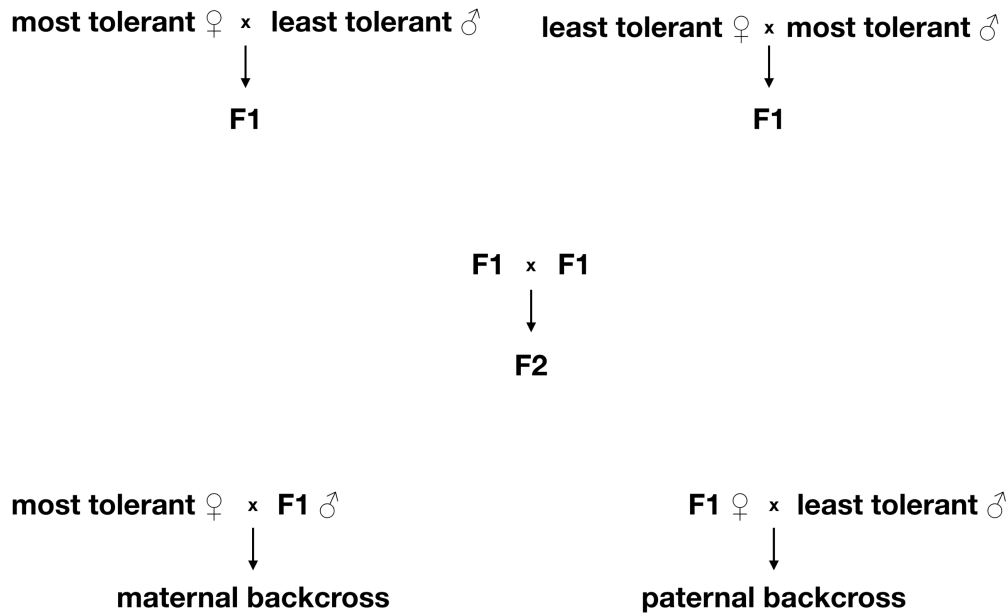 most tolerant ♀ x least tolerant ♂
least tolerant ♀ x most tolerant ♂
F1
F1
F1 x F1
F2
most tolerant ♀ x F1 ♂
F1 ♀ x least tolerant ♂
maternal backcross
paternal backcross